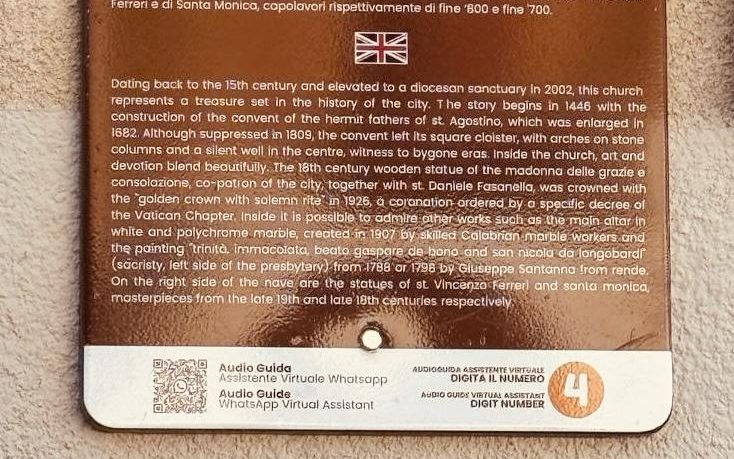 Ferreri e di Santa Monica, capolavori rispettivamente di fine '800 e fine '700.
Dating back to the 15th century and elevated to a diocesan sanctuary in 2002, this church
represents a treasure set in the history of the city. The story begins in 1446 with the
construction of the convent of the hermit fathers of st. Agostino, which was enlarged in
1682. Although suppressed in 1809, the convent left its square cloister, with arches on stone
columns and a silent well in the centre, witness to bygone eras. Inside the church, art and
devotion blend beautifully. The 18th century wooden statue of the madonna delle grazie e
consolazione, co-patron of the city, together with st. Daniele Fasanella, was crowned with
the "golden crown with solemn rite" in 1926, a coronation ordered by a specific decree of
the Vatican Chapter. Inside it is possible to admire other works such as the main altar in
white and polychrome marble, created in 1907 by skilled Calabrian marble workers and
the painting "trinità, immacolata, beato gaspare de bono and san nicola da longobardi"
(sacristy, left side of the presbytery) from 1788 or 1798 by Giuseppe Santanna from rende.
On the right side of the nave are the statues of st. Vincenzo Ferreri and santa monica,
masterpieces from the late 19th and late 18th centuries respectively.
Audio Guida
Assistente Virtuale Whatsapp
Audio Guide
WhatsApp Virtual Assistant
AUDIOGUIDA ASSISTENTE VIRTUALE
DIGITA IL NUMERO
AUDIO GUIDE VIRTUAL ASSISTANT
DIGIT NUMBER
4